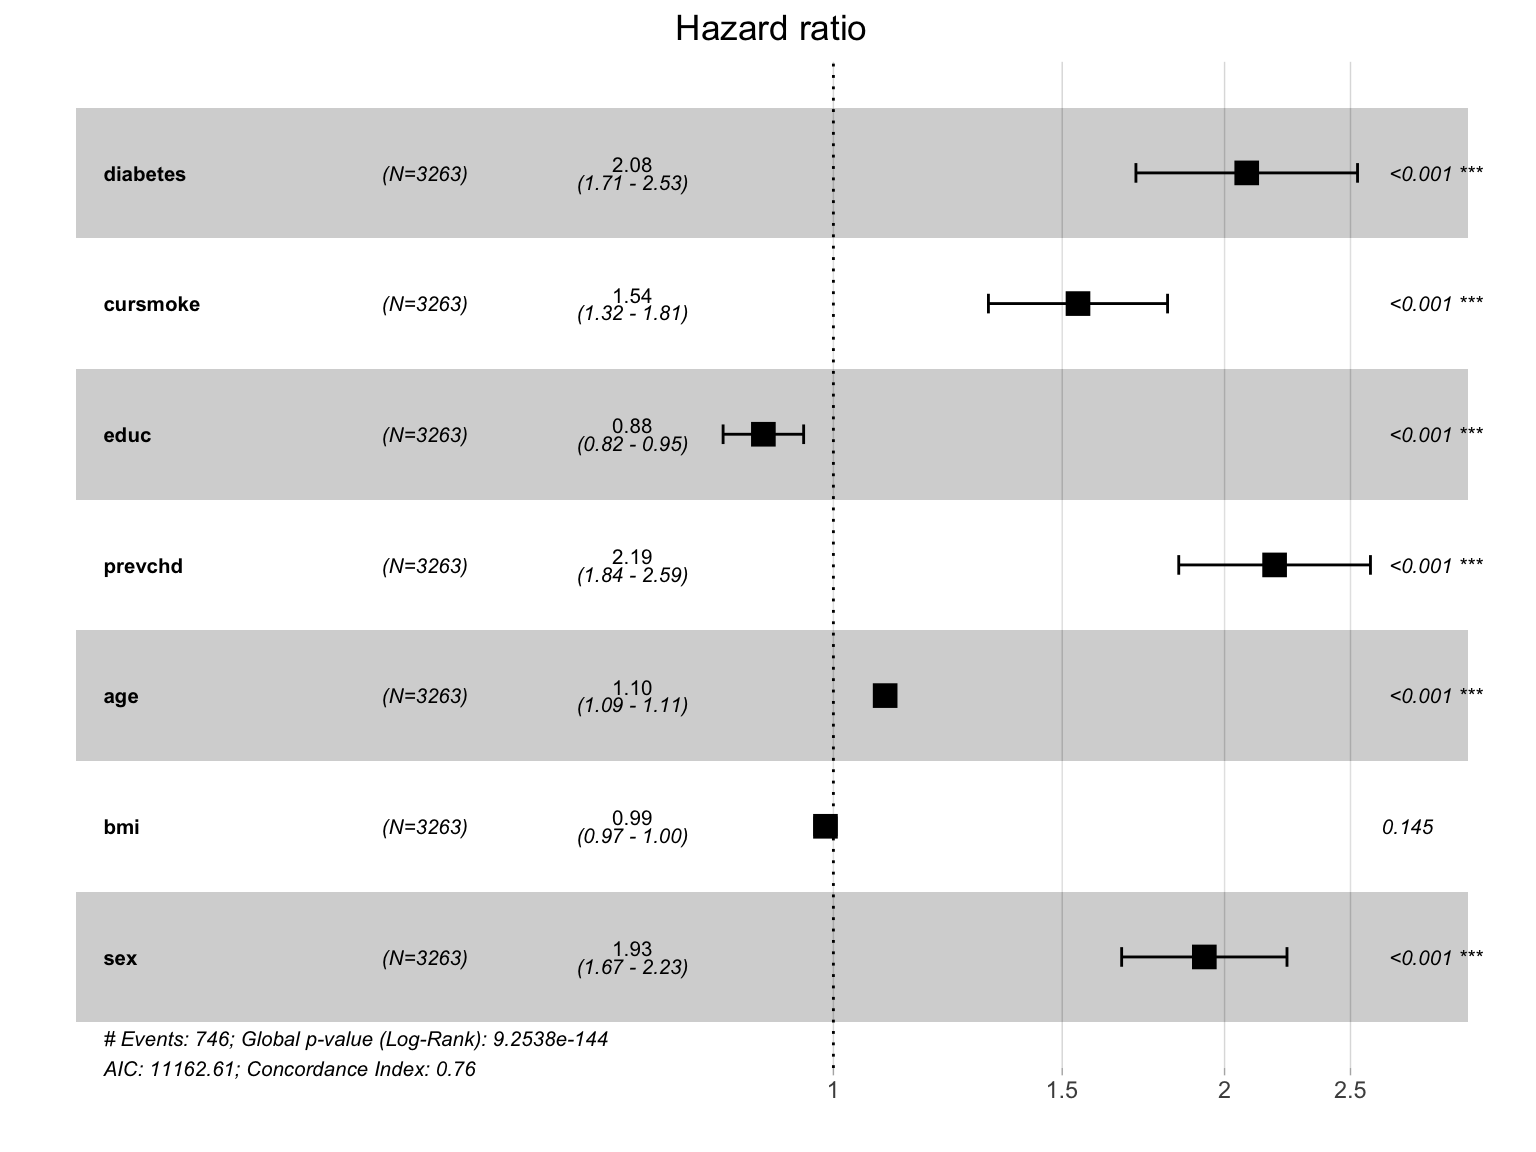 Hazard ratio
diabetes (N=3263) 2.08 <0.001 ***
(1.71 - 2.53)
cursmoke (N=3263) 1.54 <0.001 ***
(1.32 - 1.81)
educ (N=3263) 0.88 <0.001 ***
(0.82 - 0.95)
prevchd (N=3263) 2.19 <0.001 ***
(1.84 - 2.59)
age (N=3263) 1.10 <0.001 ***
(1.09 - 1.11)
bmi (N=3263) 0.99 0.145
(0.97 - 1.00)
sex (N=3263) 1.93 <0.001 ***
(1.67 - 2.23)
# Events: 746; Global p-value (Log-Rank): 9.2538e-144
AIC: 11162.61; Concordance Index: 0.76
1 1.5 2 2.5